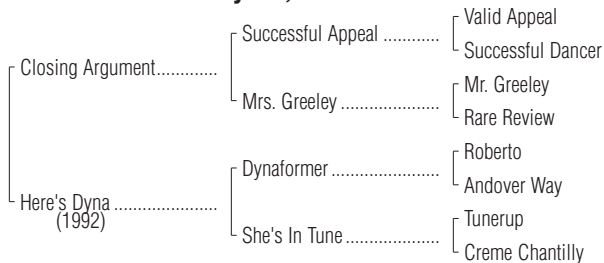 Valid Appeal
Successful Appeal ............
Successful Dancer
Closing Argument.............
Mr. Greeley
Mrs. Greeley .....................
Rare Review
Roberto
Dynaformer .......................
Andover Way
Here's Dyna ......................
(1992)
Tunerup
She's In Tune....................
Creme Chantilly